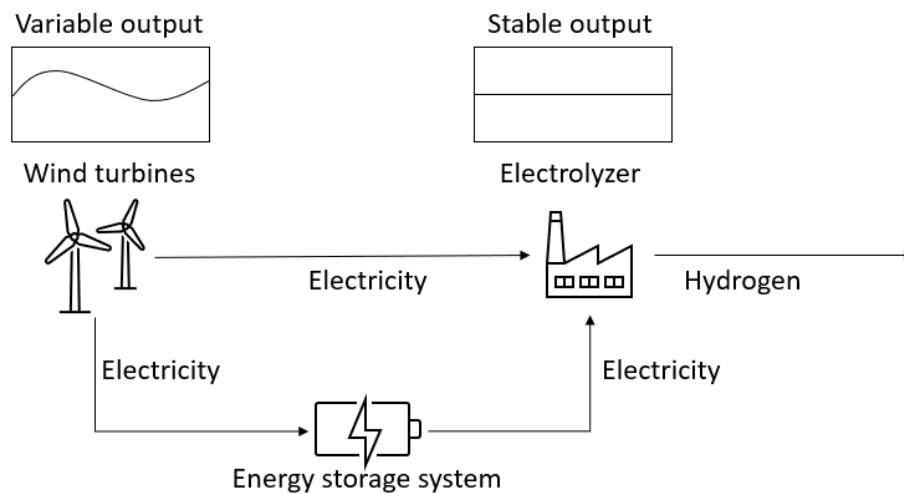 Variable output
Stable output
Wind turbines
Electrolyzer
Electricity
Hydrogen
Electricity
Electricity
Energy storage system